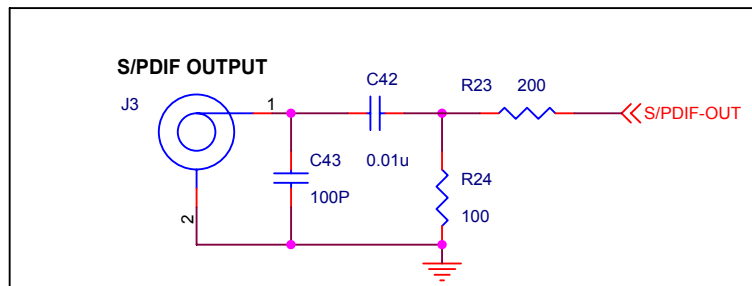 S/PDIF OUTPUT
J3
1
C42
R23
200
S/PDIF-OUT
C43
0.01u
100P
R24
100
2